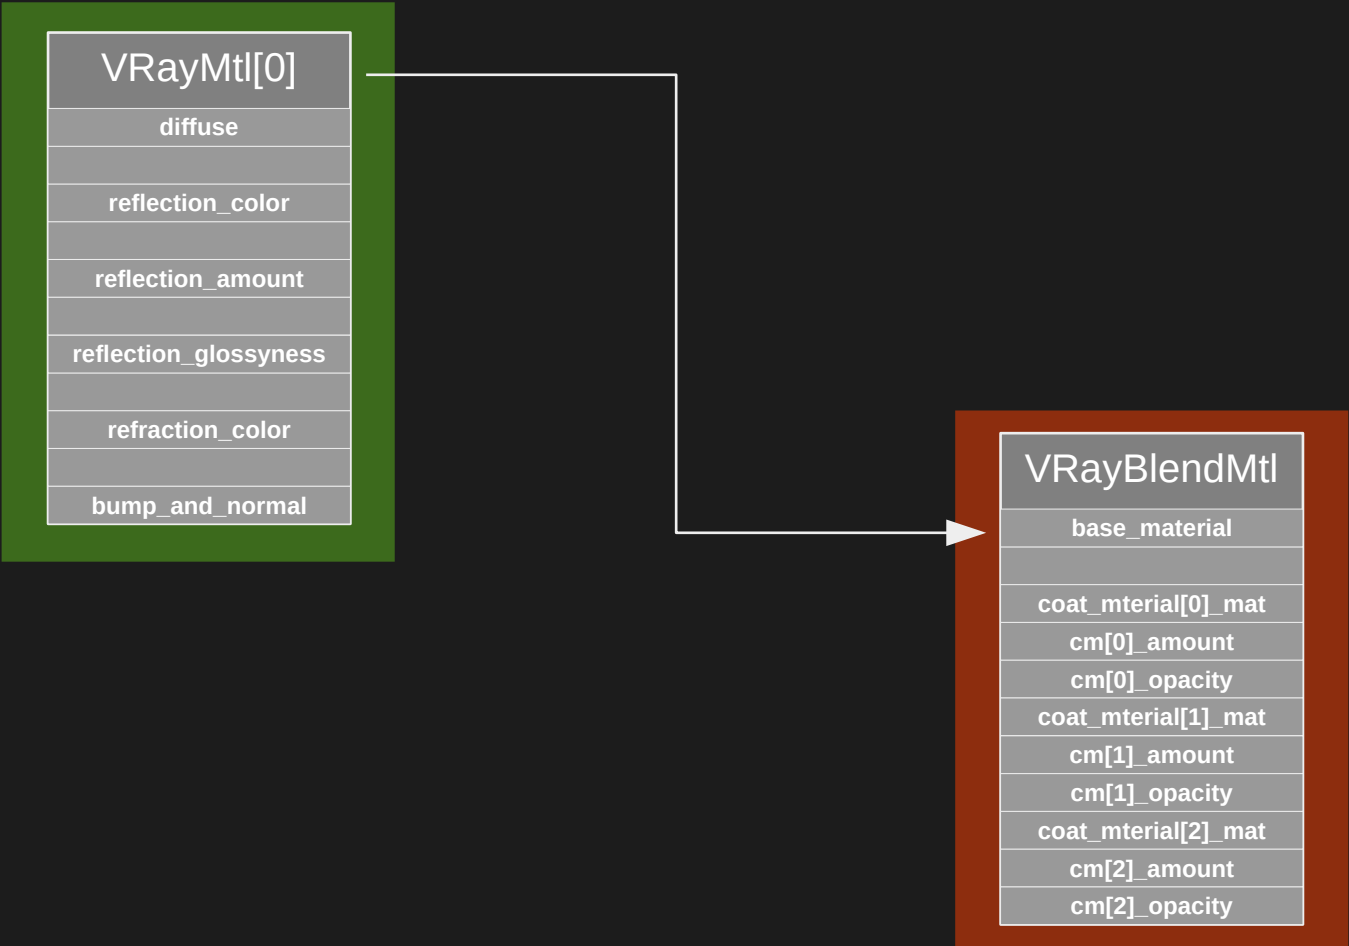 VRayMtl[0]
diffuse
reflection_color
reflection_amount
reflection_glossyness
refraction_color
bump_and_normal
VRayBlendMtl
base_material
coat_mterial[0]_mat
cm[0]_amount
cm[0]_opacity
coat_mterial[1]_mat
cm[1]_amount
cm[1]_opacity
coat_mterial[2]_mat
cm[2]_amount
cm[2]_opacity